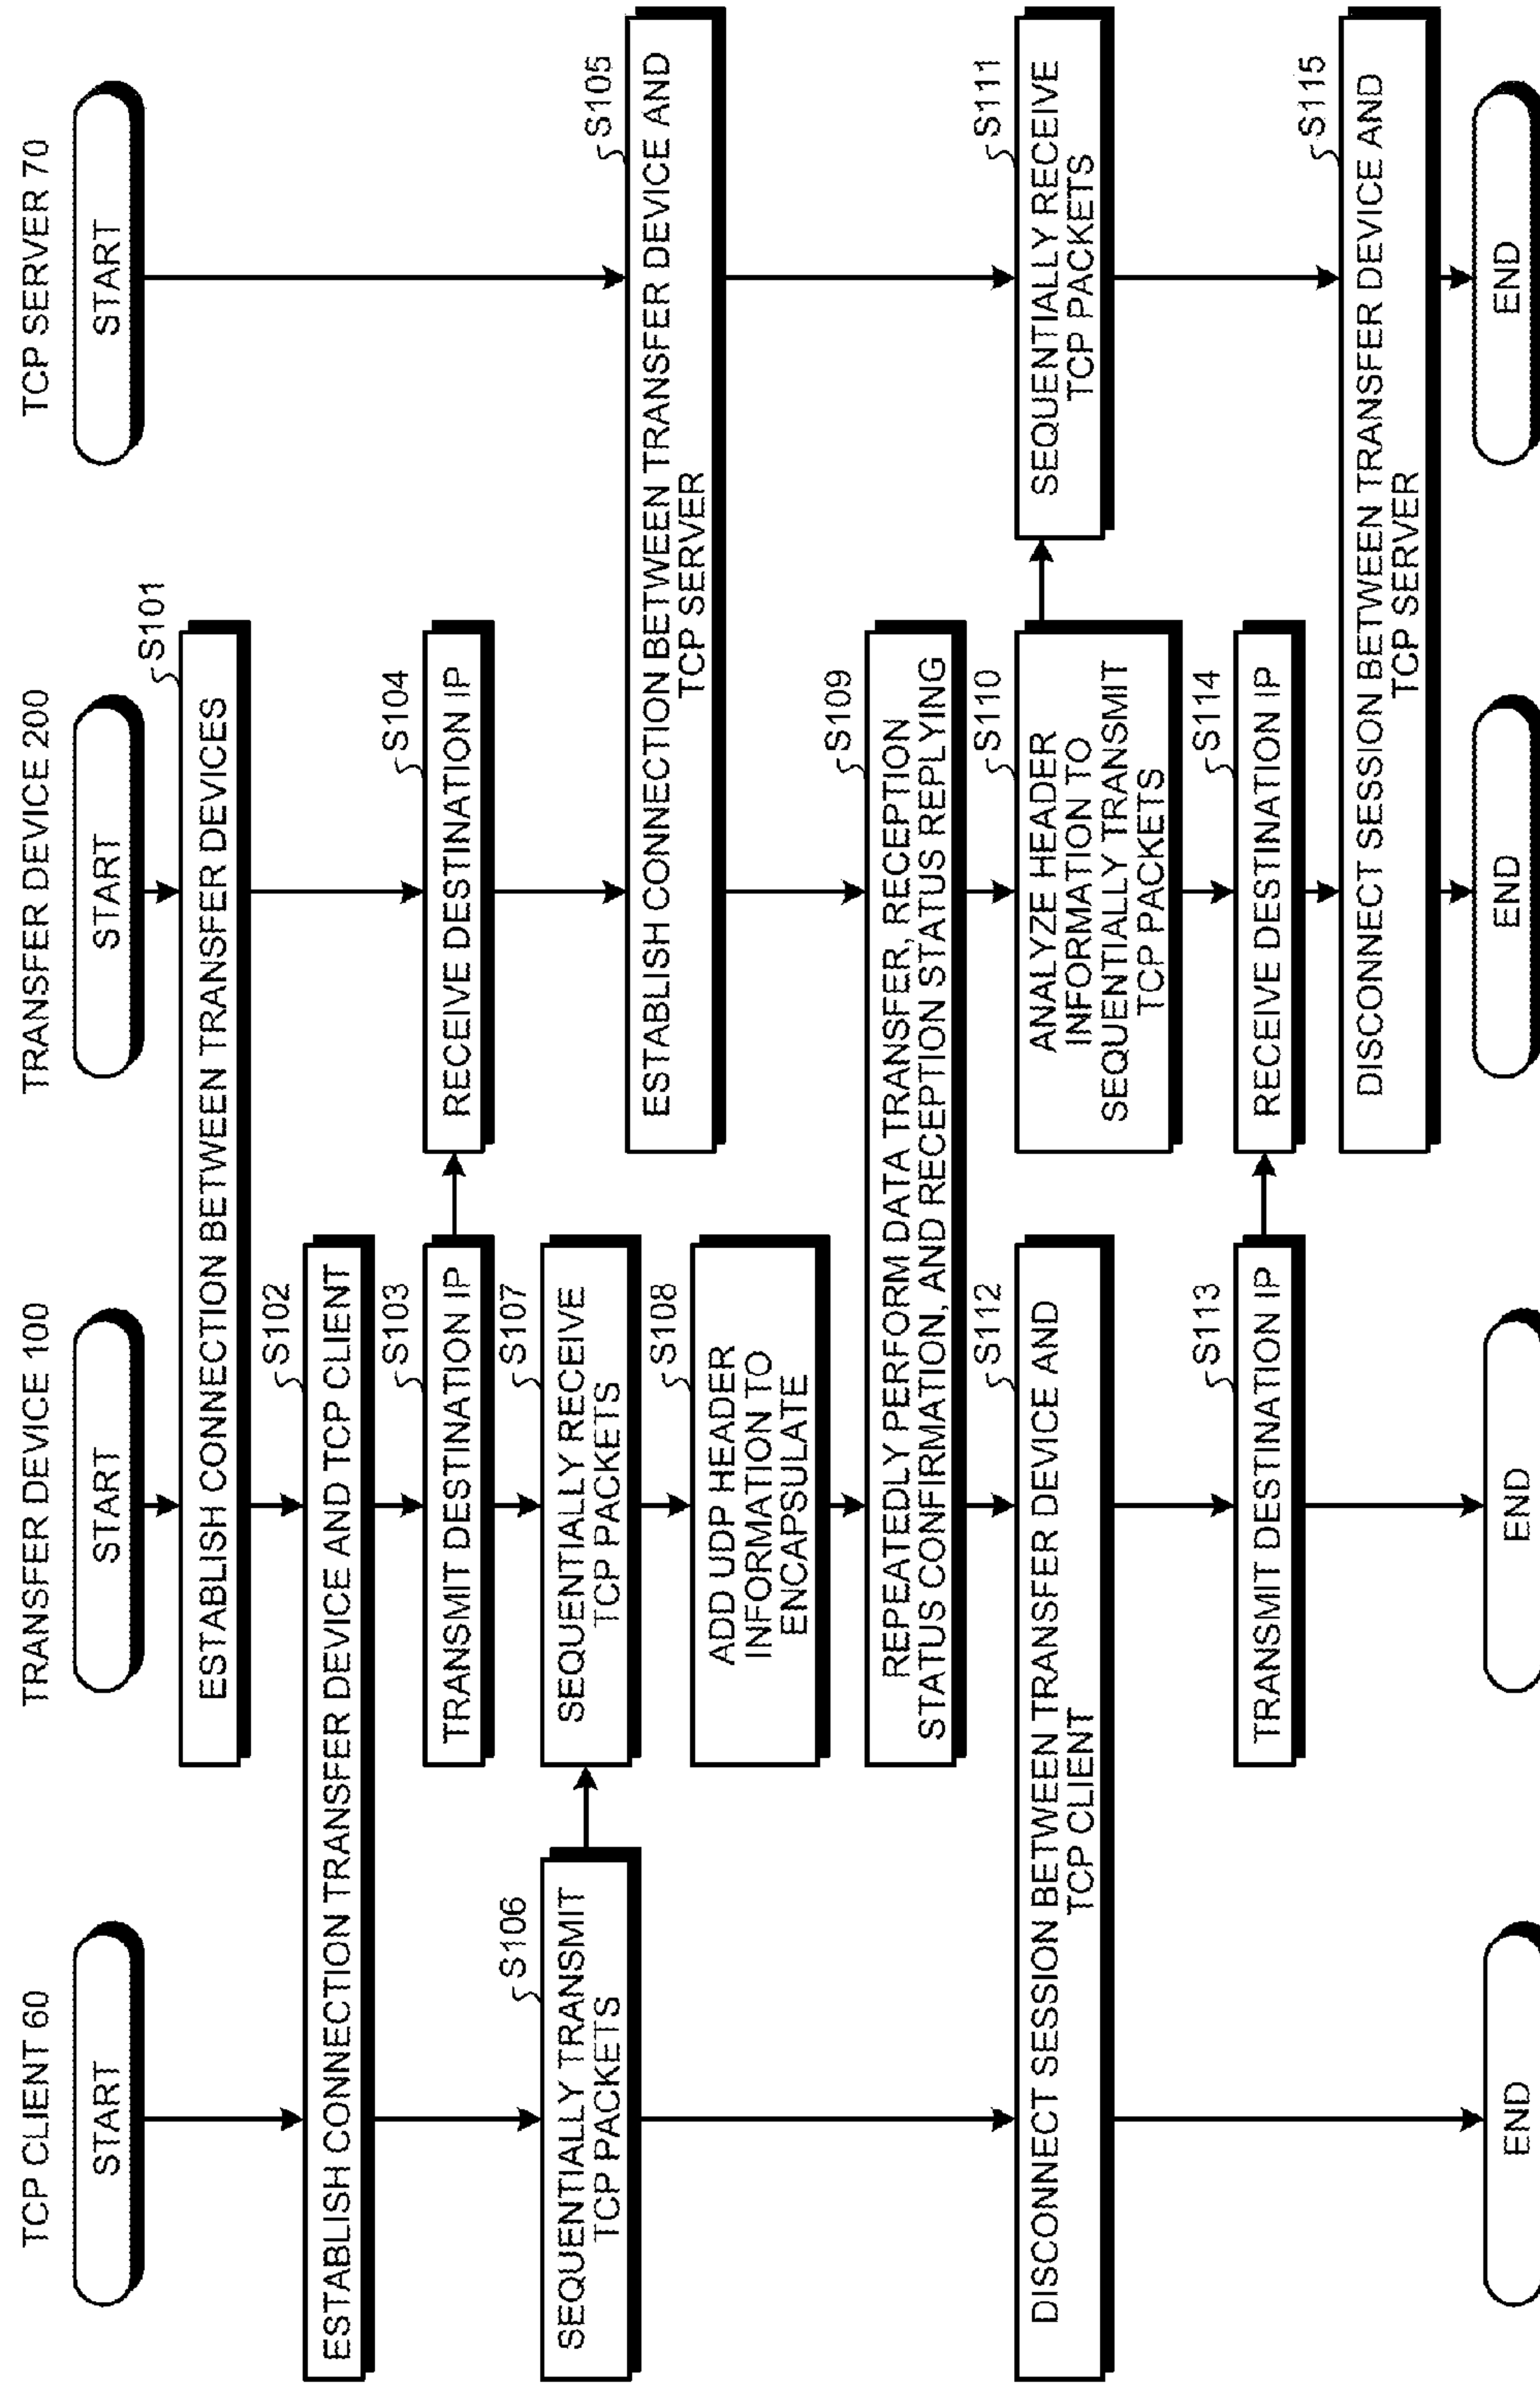 TCP CLIENT 60
TRANSFER DEVICE 100
TRANSFER DEVICE 200
TCP SERVER 70
START
START
START
START
S101
ESTABLISH CONNECTION BETWEEN TRANSFER DEVICES
S102
ESTABLISH CONNECTION TRANSFER DEVICE AND TCP CLIENT
S103
TRANSMIT DESTINATION IP
S104
RECEIVE DESTINATION IP
S105
ESTABLISH CONNECTION BETWEEN TRANSFER DEVICE AND
TCP SERVER
S106
SEQUENTIALLY TRANSMIT
TCP PACKETS
S107
SEQUENTIALLY RECEIVE
TCP PACKETS
S108
ADD UDP HEADER
INFORMATION TO
ENCAPSULATE
S109
REPEATEDLY PERFORM DATA TRANSFER, RECEPTION
STATUS CONFIRMATION, AND RECEPTION STATUS REPLYING
S110
ANALYZE HEADER
INFORMATION TO
SEQUENTIALLY TRANSMIT
TCP PACKETS
S111
SEQUENTIALLY RECEIVE
TCP PACKETS
S112
DISCONNECT SESSION BETWEEN TRANSFER DEVICE AND
TCP CLIENT
S113
TRANSMIT DESTINATION IP
S114
RECEIVE DESTINATION IP
S115
DISCONNECT SESSION BETWEEN TRANSFER DEVICE AND
TCP SERVER
END
END
END
END